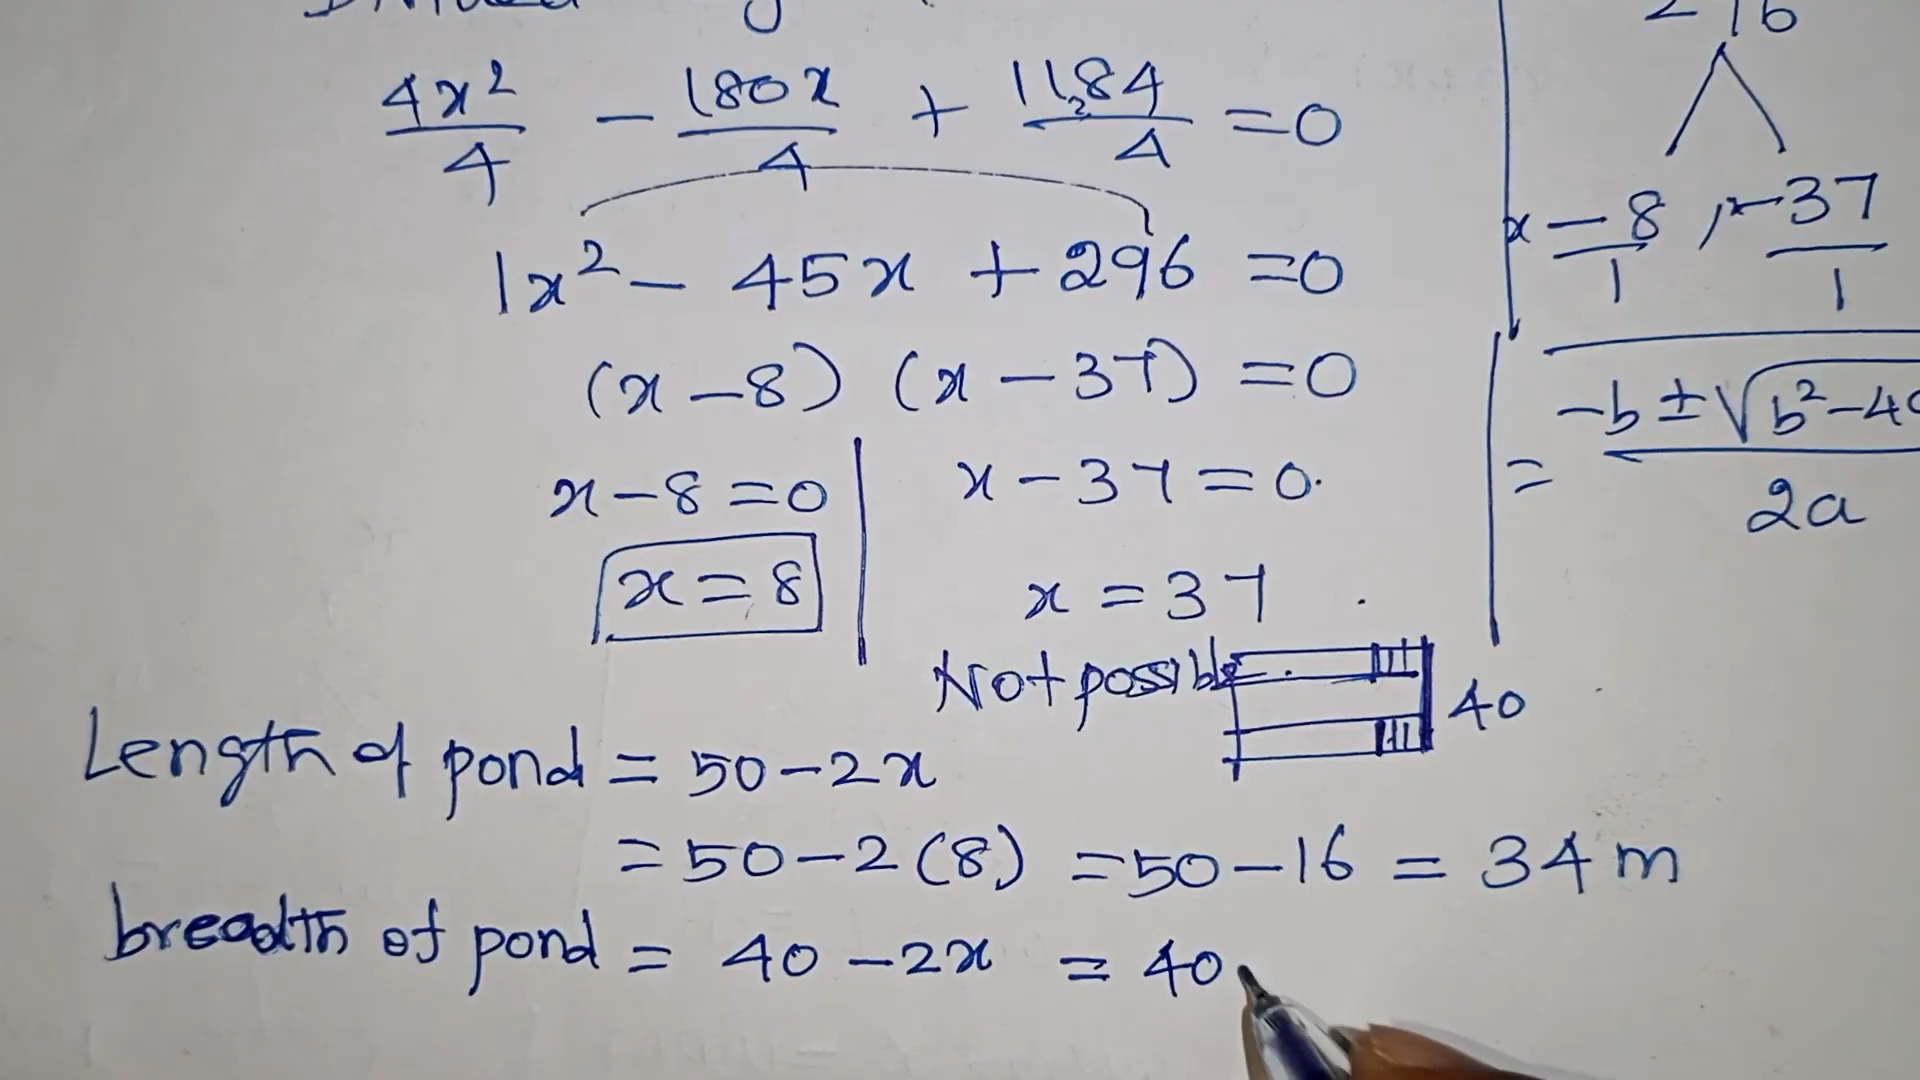 4x²/4 − 180x/4 + 1184/4 = 0
1x² − 45x + 296 = 0
(x − 8) (x − 37) = 0
x − 8 = 0
x = 8
x − 37 = 0.
x = 37
Not possible
40
Length of pond = 50 − 2x
= 50 − 2(8) = 50 − 16 = 34 m
breadth of pond = 40 − 2x = 40
x − 8/1 , x − 37/1
= −b ± √b² − 4
2a